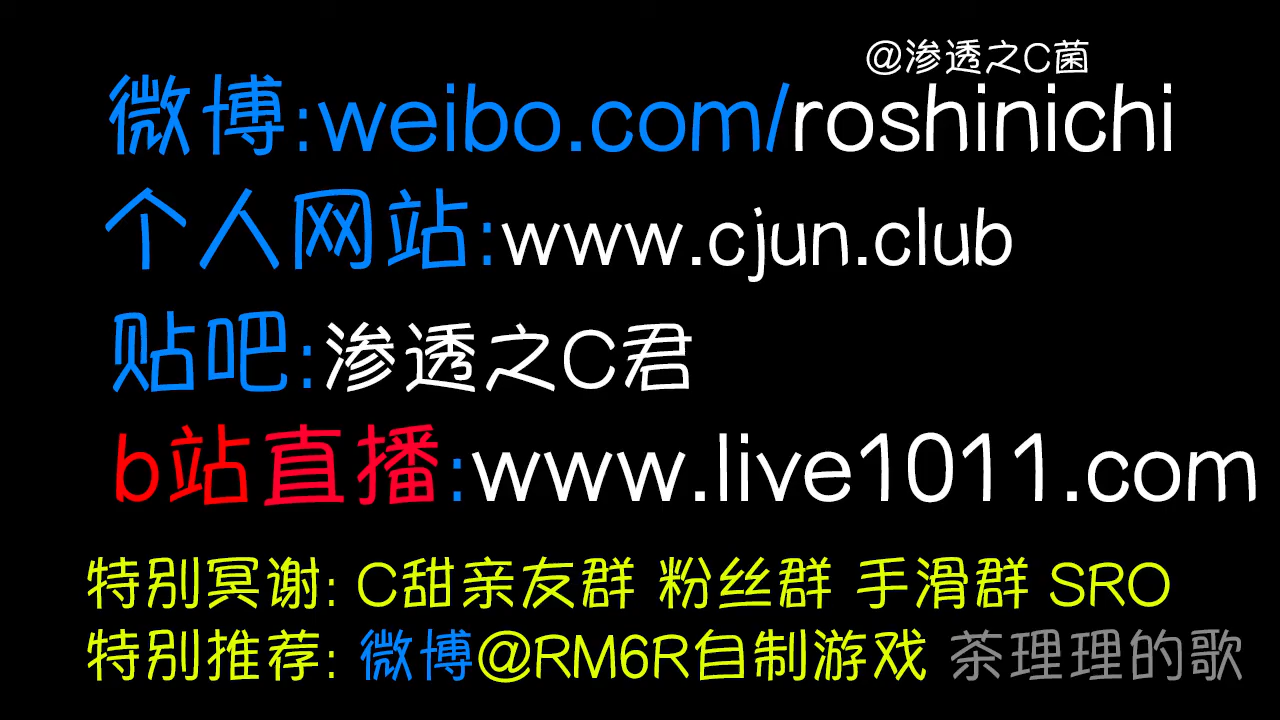 @渗透之C菌
微博:weibo.com/roshinichi
个人网站:www.cjun.club
贴吧:渗透之C君
b站直播:www.live1011.com
特别冥谢: C甜亲友群 粉丝群 手滑群 SRO
特别推荐: 微博@RM6R自制游戏 茶理理的歌